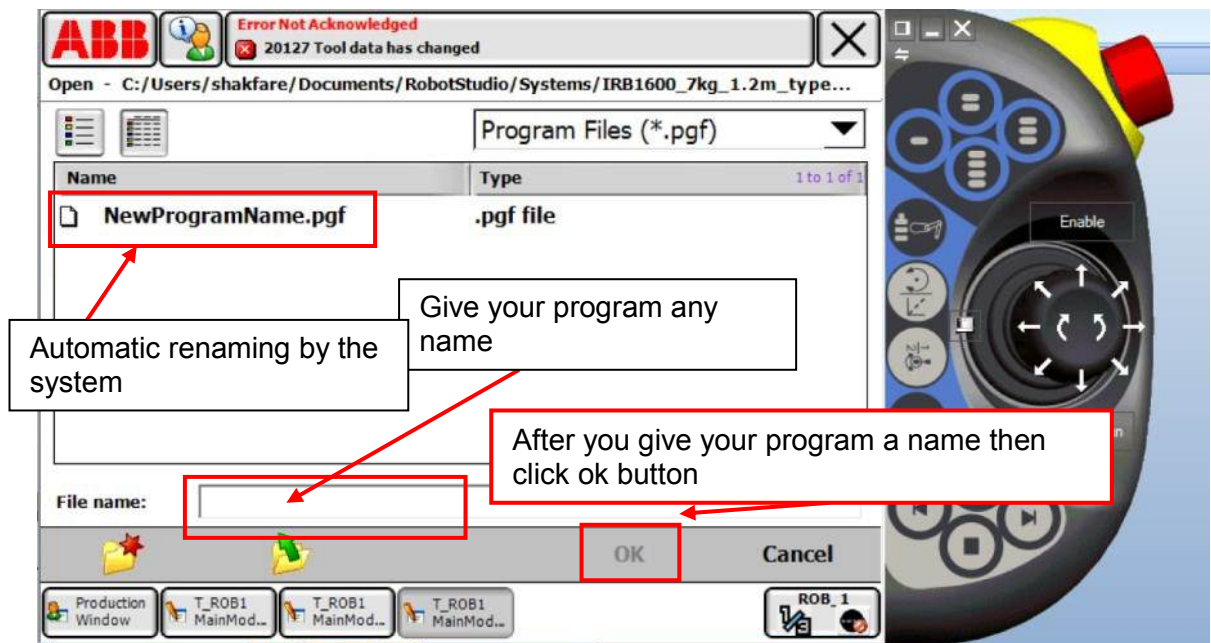 ABB
Error Not Acknowledged
20127 Tool data has changed
Open - C:/Users/shakfare/Documents/RobotStudio/Systems/IRB1600_7kg_1.2m_type...
Program Files (*.pgf)
Name Type 1 to 1 of 1
NewProgramName.pgf .pgf file
Enable
Give your program any
name
Automatic renaming by the
system
After you give your program a name then
click ok button
File name:
OK Cancel
Production
Window
T_ROB1
MainMod...
T_ROB1
MainMod...
T_ROB1
MainMod...
ROB_1
1/3